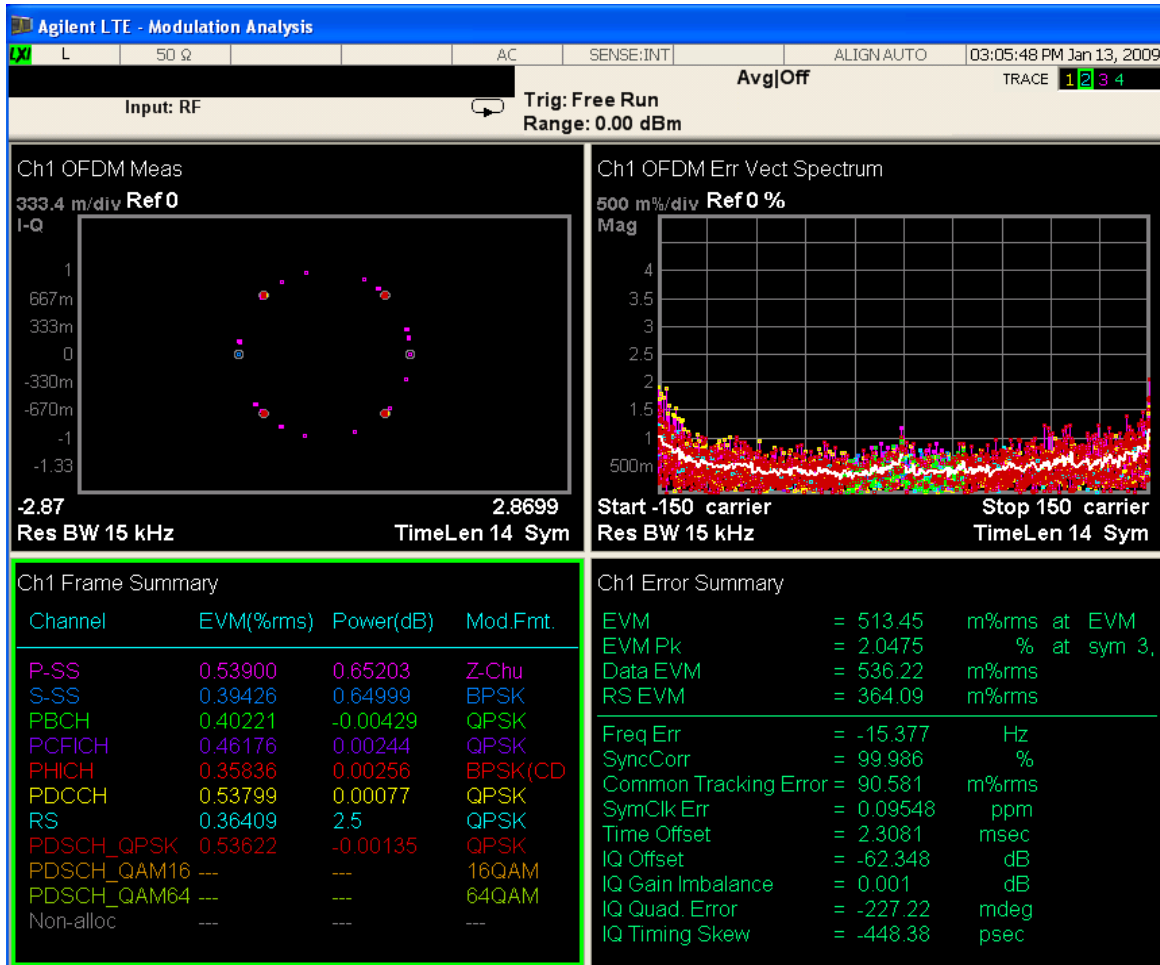 Agilent LTE - Modulation Analysis
LXI L 50 Ω AC SENSE:INT ALIGN AUTO 03:05:48 PM Jan 13, 2009
Avg|Off TRACE 1 2 3 4
Input: RF Trig: Free Run
Range: 0.00 dBm
Ch1 OFDM Meas
333.4 m/div Ref 0
I-Q
1
667m
333m
0
-330m
-670m
-1
-1.33
-2.87 2.8699
Res BW 15 kHz TimeLen 14 Sym
Ch1 OFDM Err Vect Spectrum
500 m%/div Ref 0 %
Mag
4
3.5
3
2.5
2
1.5
1
500m
Start -150 carrier Stop 150 carrier
Res BW 15 kHz TimeLen 14 Sym
Ch1 Frame Summary
Channel EVM(%rms) Power(dB) Mod.Fmt.
P-SS 0.53900 0.65203 Z-Chu
S-SS 0.39426 0.64999 BPSK
PBCH 0.40221 -0.00429 QPSK
PCFICH 0.46176 0.00244 QPSK
PHICH 0.35836 0.00256 BPSK(CD
PDCCH 0.53799 0.00077 QPSK
RS 0.36409 2.5 QPSK
PDSCH_QPSK 0.53622 -0.00135 QPSK
PDSCH_QAM16 --- --- 16QAM
PDSCH_QAM64 --- --- 64QAM
Non-alloc --- --- ---
Ch1 Error Summary
EVM = 513.45 m%rms at EVM
EVM Pk = 2.0475 % at sym 3,
Data EVM = 536.22 m%rms
RS EVM = 364.09 m%rms
Freq Err = -15.377 Hz
SyncCorr = 99.986 %
Common Tracking Error = 90.581 m%rms
SymClk Err = 0.09548 ppm
Time Offset = 2.3081 msec
IQ Offset = -62.348 dB
IQ Gain Imbalance = 0.001 dB
IQ Quad. Error = -227.22 mdeg
IQ Timing Skew = -448.38 psec